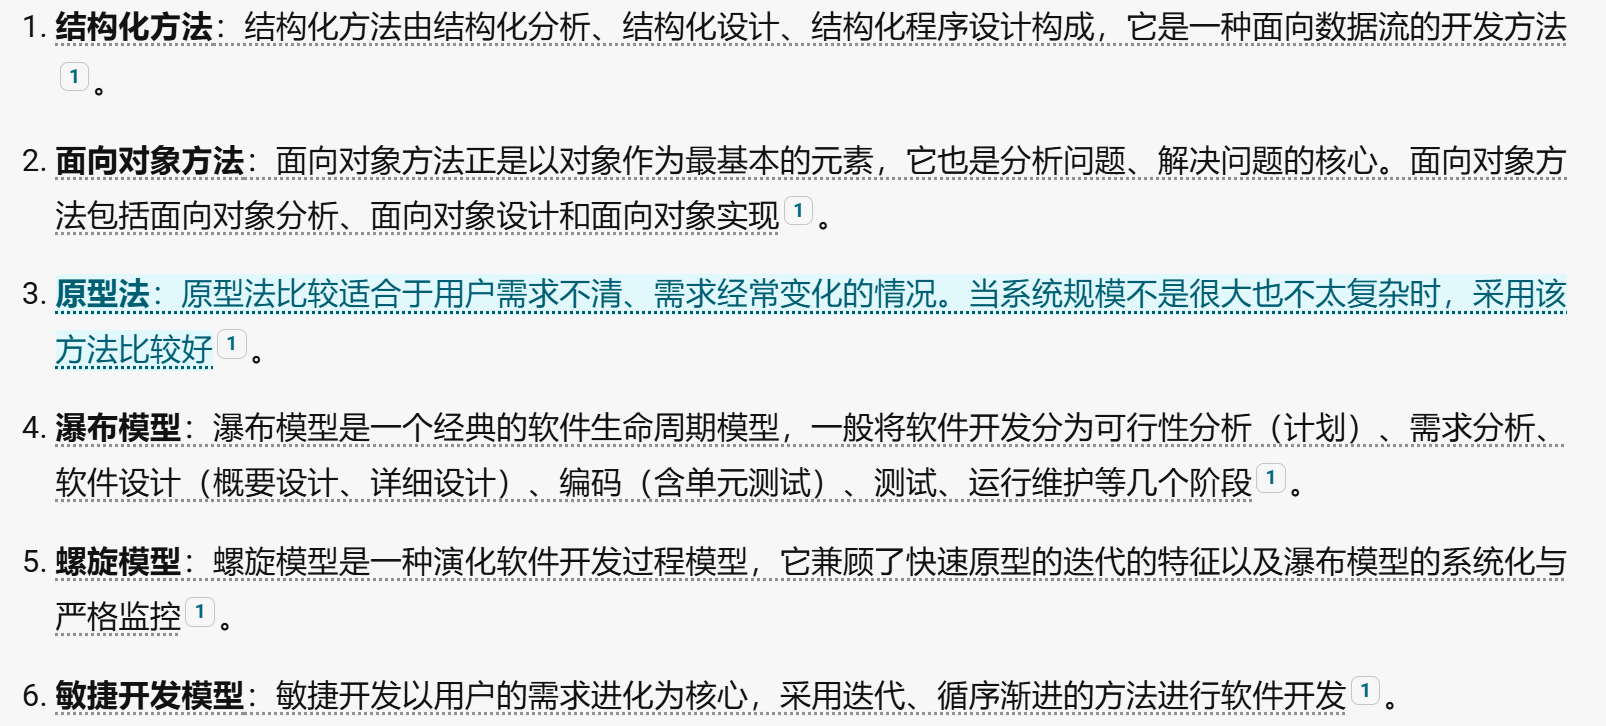 1. 结构化方法：结构化方法由结构化分析、结构化设计、结构化程序设计构成，它是一种面向数据流的开发方法
1 。
2. 面向对象方法：面向对象方法正是以对象作为最基本的元素，它也是分析问题、解决问题的核心。面向对象方
法包括面向对象分析、面向对象设计和面向对象实现 1 。
3. 原型法：原型法比较适合于用户需求不清、需求经常变化的情况。当系统规模不是很大也不太复杂时，采用该
方法比较好 1 。
4. 瀑布模型：瀑布模型是一个经典的软件生命周期模型，一般将软件开发分为可行性分析（计划）、需求分析、
软件设计（概要设计、详细设计）、编码（含单元测试）、测试、运行维护等几个阶段 1 。
5. 螺旋模型：螺旋模型是一种演化软件开发过程模型，它兼顾了快速原型的迭代的特征以及瀑布模型的系统化与
严格监控 1 。
6. 敏捷开发模型：敏捷开发以用户的需求进化为核心，采用迭代、循序渐进的方法进行软件开发 1 。